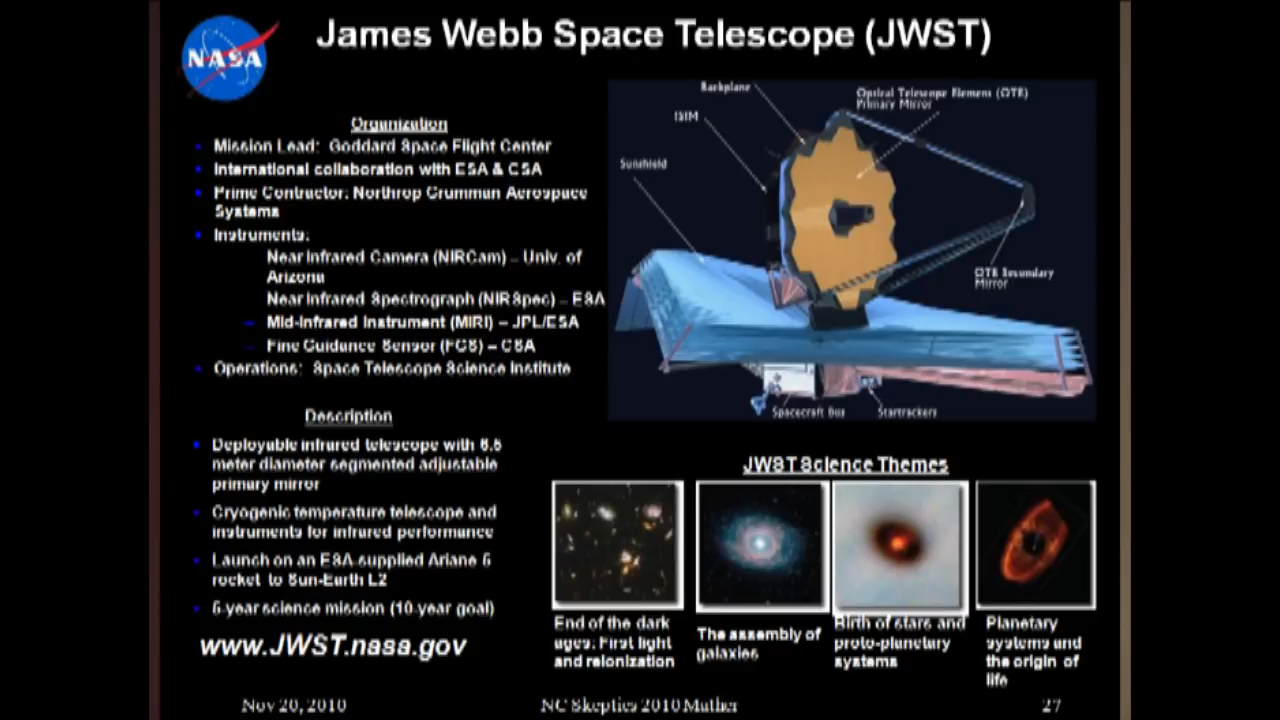 NASA
James Webb Space Telescope (JWST)
Organization
Mission Lead: Goddard Space Flight Center
International collaboration with ESA & CSA
Prime Contractor: Northrop Grumman Aerospace
Systems
Instruments:
Near Infrared Camera (NIRCam) – Univ. of
Arizona
Near Infrared Spectrograph (NIRSpec) – ESA
Mid-Infrared Instrument (MIRI) – JPL/ESA
Fine Guidance Sensor (FGS) – CSA
Operations: Space Telescope Science Institute
Description
Deployable infrared telescope with 6.5
meter diameter segmented adjustable
primary mirror
Cryogenic temperature telescope and
instruments for infrared performance
Launch on an ESA-supplied Ariane 5
rocket to Sun-Earth L2
5-year science mission (10-year goal)
www.JWST.nasa.gov
Backplane
Optical Telescope Element (OTE)
Primary Mirror
ISIM
Sunshield
OTE Secondary
Mirror
Spacecraft Bus
Startrackers
JWST Science Themes
End of the dark
ages: First light
and reionization
The assembly of
galaxies
Birth of stars and
proto-planetary
systems
Planetary
systems and
the origin of
life
Nov 20, 2010
NC Skeptics 2010 Mather
27